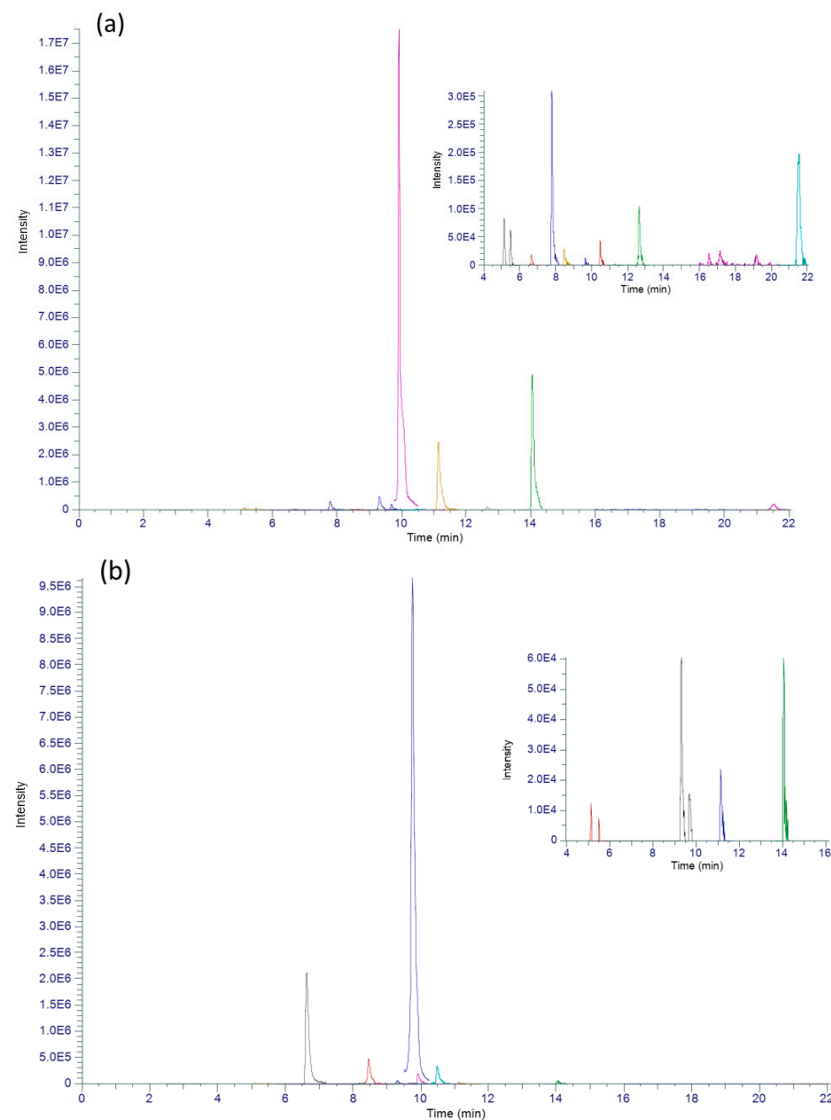 (a)
1.7E7
1.6E7
1.5E7
1.4E7
1.3E7
1.2E7
1.1E7
1.0E7
9.0E6
8.0E6
7.0E6
6.0E6
5.0E6
4.0E6
3.0E6
2.0E6
1.0E6
0
Intensity
0 2 4 6 8 10 12 14 16 18 20 22
Time (min)
3.0E5
2.5E5
2.0E5
1.5E5
1.0E5
5.0E4
0
Intensity
4 6 8 10 12 14 16 18 20 22
Time (min)
(b)
9.5E6
9.0E6
8.5E6
8.0E6
7.5E6
7.0E6
6.5E6
6.0E6
5.5E6
5.0E6
4.5E6
4.0E6
3.5E6
3.0E6
2.5E6
2.0E6
1.5E6
1.0E6
5.0E5
0
Intensity
0 2 4 6 8 10 12 14 16 18 20 22
Time (min)
6.0E4
5.0E4
4.0E4
3.0E4
2.0E4
1.0E4
0
Intensity
4 6 8 10 12 14 16
Time (min)